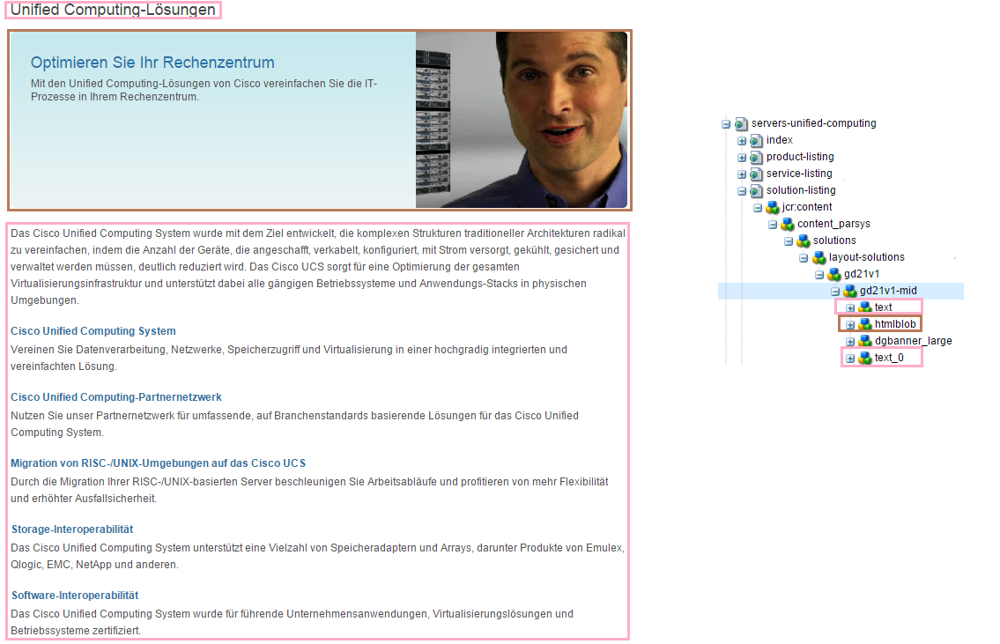 Unified Computing-Lösungen
Optimieren Sie Ihr Rechenzentrum
Mit den Unified Computing-Lösungen von Cisco vereinfachen Sie die IT-
Prozesse in Ihrem Rechenzentrum.
Das Cisco Unified Computing System wurde mit dem Ziel entwickelt, die komplexen Strukturen traditioneller Architekturen radikal
zu vereinfachen, indem die Anzahl der Geräte, die angeschafft, verkabelt, konfiguriert, mit Strom versorgt, gekühlt, gesichert und
verwaltet werden müssen, deutlich reduziert wird. Das Cisco UCS sorgt für eine Optimierung der gesamten
Virtualisierungsinfrastruktur und unterstützt dabei alle gängigen Betriebssysteme und Anwendungs-Stacks in physischen
Umgebungen.
Cisco Unified Computing System
Vereinen Sie Datenverarbeitung, Netzwerke, Speicherzugriff und Virtualisierung in einer hochgradig integrierten und
vereinfachten Lösung.
Cisco Unified Computing-Partnernetzwerk
Nutzen Sie unser Partnernetzwerk für umfassende, auf Branchenstandards basierende Lösungen für das Cisco Unified
Computing System.
Migration von RISC-/UNIX-Umgebungen auf das Cisco UCS
Durch die Migration Ihrer RISC-/UNIX-basierten Server beschleunigen Sie Arbeitsabläufe und profitieren von mehr Flexibilität
und erhöhter Ausfallsicherheit.
Storage-Interoperabilität
Das Cisco Unified Computing System unterstützt eine Vielzahl von Speicheradaptern und Arrays, darunter Produkte von Emulex,
Qlogic, EMC, NetApp und anderen.
Software-Interoperabilität
Das Cisco Unified Computing System wurde für führende Unternehmensanwendungen, Virtualisierungslösungen und
Betriebssysteme zertifiziert.
servers-unified-computing
index
product-listing
service-listing
solution-listing
jcr:content
content_parsys
solutions
layout-solutions
gd21v1
gd21v1-mid
text
htmlblob
dgbanner_large
text_0